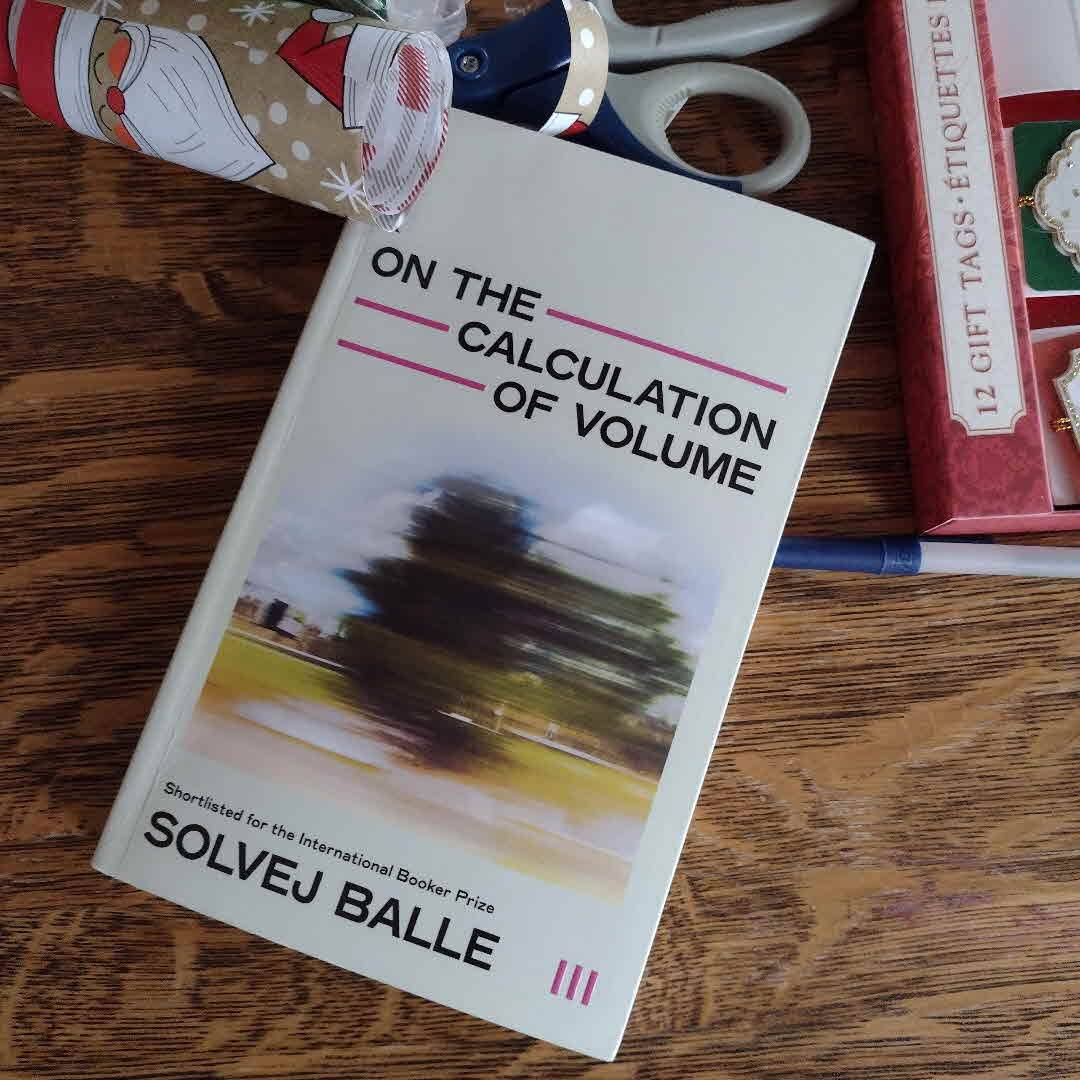 ON THE
CALCULATION
OF VOLUME
Shortlisted for the International Booker Prize
SOLVEJ BALLE
III
12 GIFT TAGS • ÉTIQUETTES